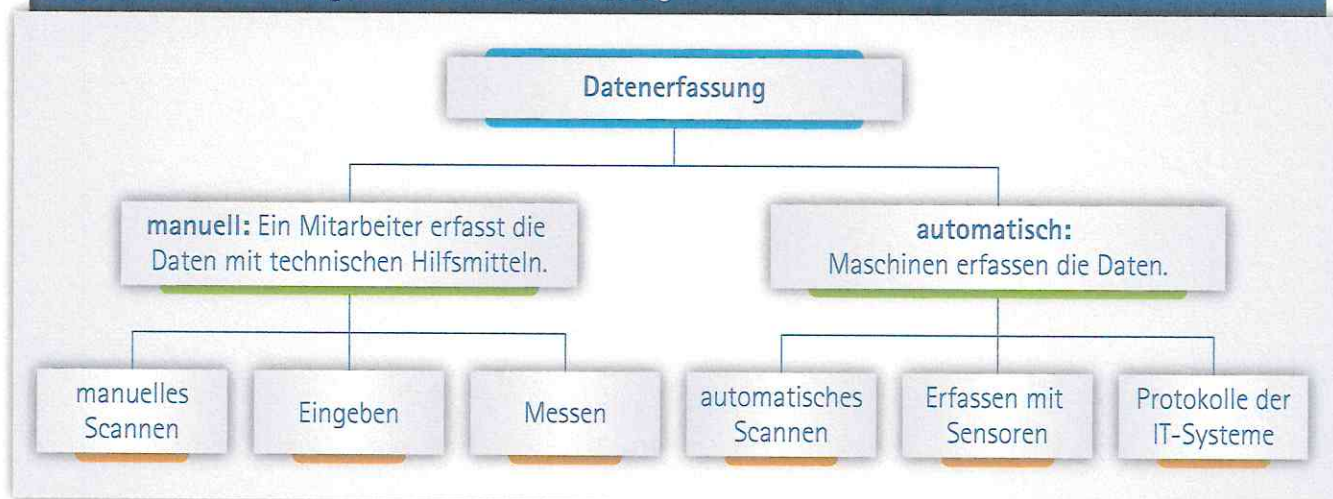 Datenerfassung
manuell: Ein Mitarbeiter erfasst die
Daten mit technischen Hilfsmitteln.
automatisch:
Maschinen erfassen die Daten.
manuelles
Scannen
Eingeben
Messen
automatisches
Scannen
Erfassen mit
Sensoren
Protokolle der
IT-Systeme